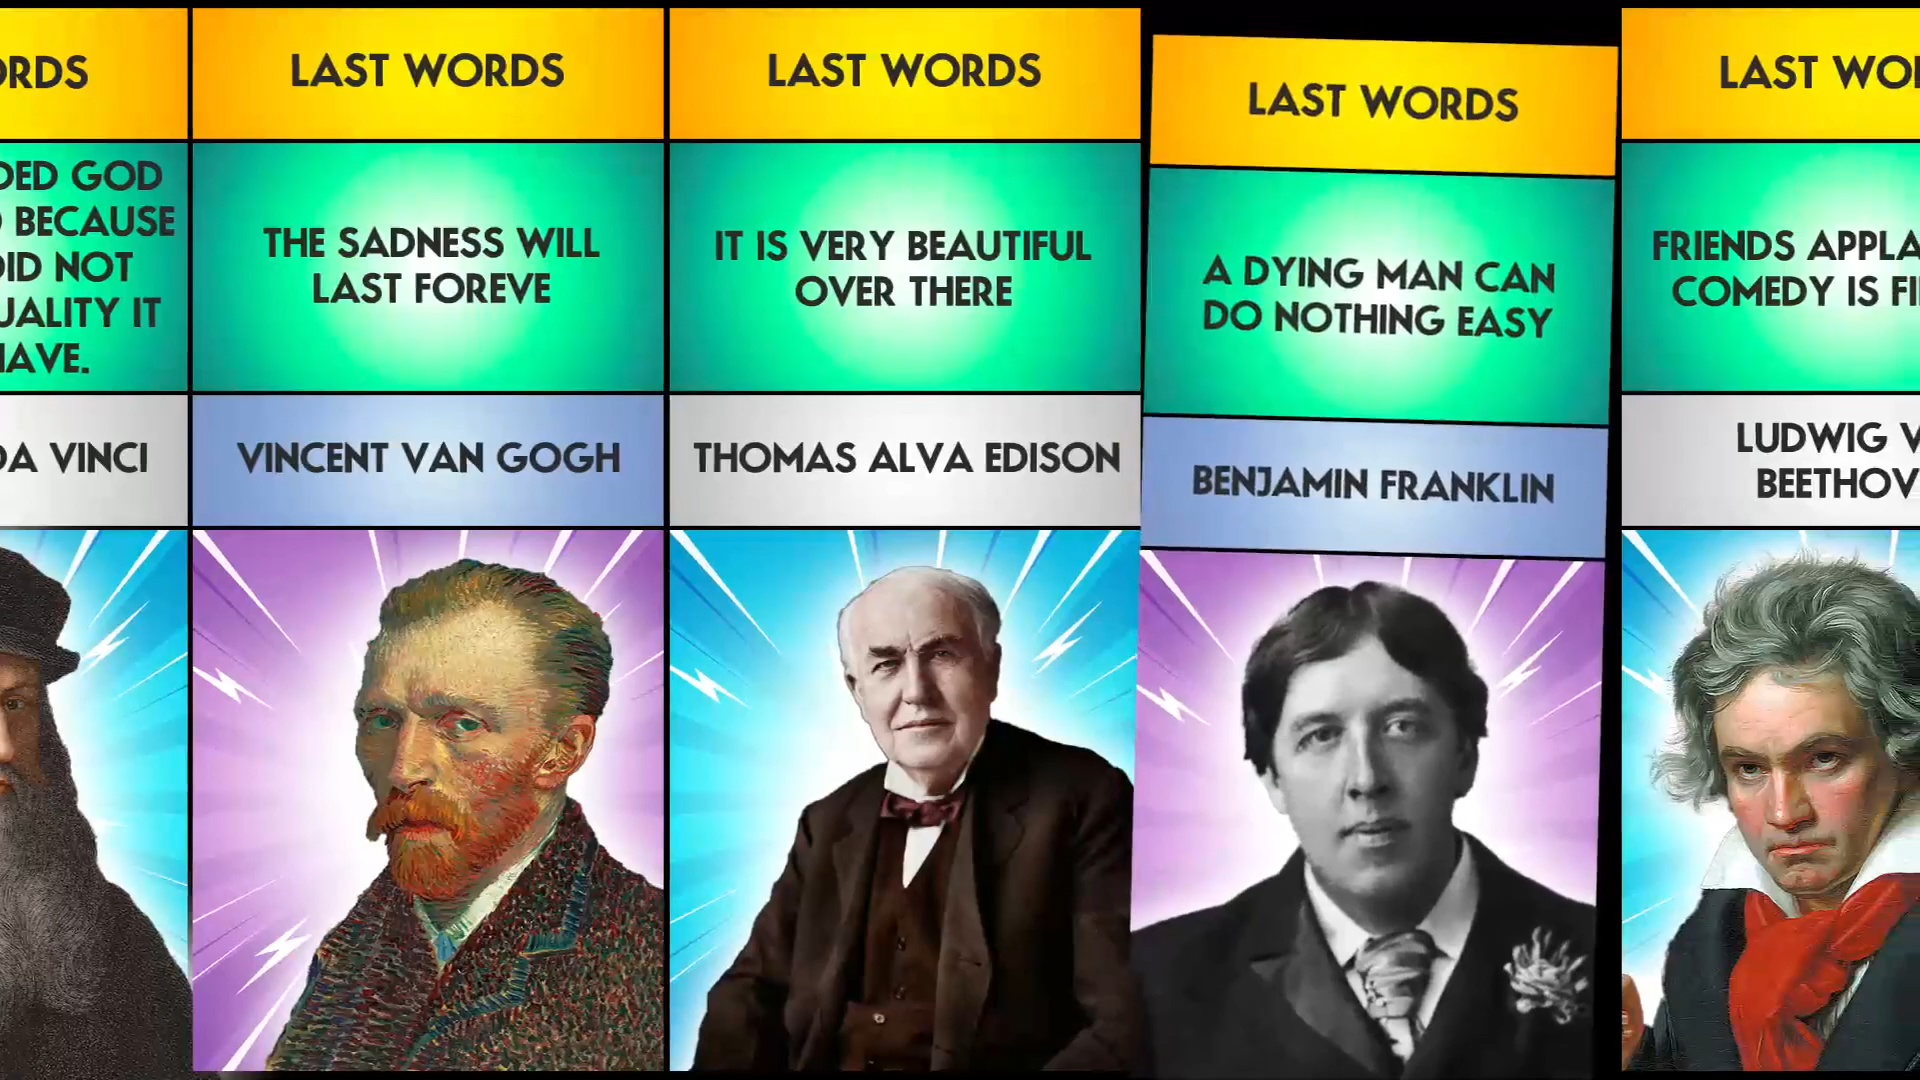 ORDS
DED GOD
BECAUSE
DID NOT
UALITY IT
HAVE.
DA VINCI
LAST WORDS
THE SADNESS WILL
LAST FOREVE
VINCENT VAN GOGH
LAST WORDS
IT IS VERY BEAUTIFUL
OVER THERE
THOMAS ALVA EDISON
LAST WORDS
A DYING MAN CAN
DO NOTHING EASY
BENJAMIN FRANKLIN
LAST WO
FRIENDS APPLA
COMEDY IS FI
LUDWIG V
BEETHOV